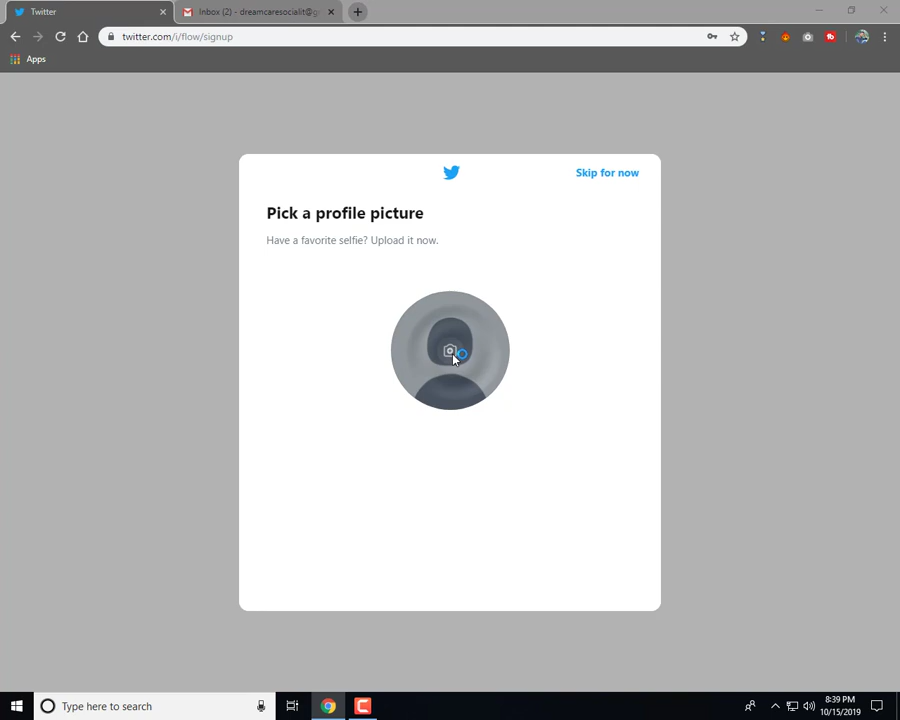 Twitter
Inbox (2) - dreamcaresocialit@g
twitter.com/i/flow/signup
Apps
Skip for now
Pick a profile picture
Have a favorite selfie? Upload it now.
Type here to search
8:39 PM
10/15/2019